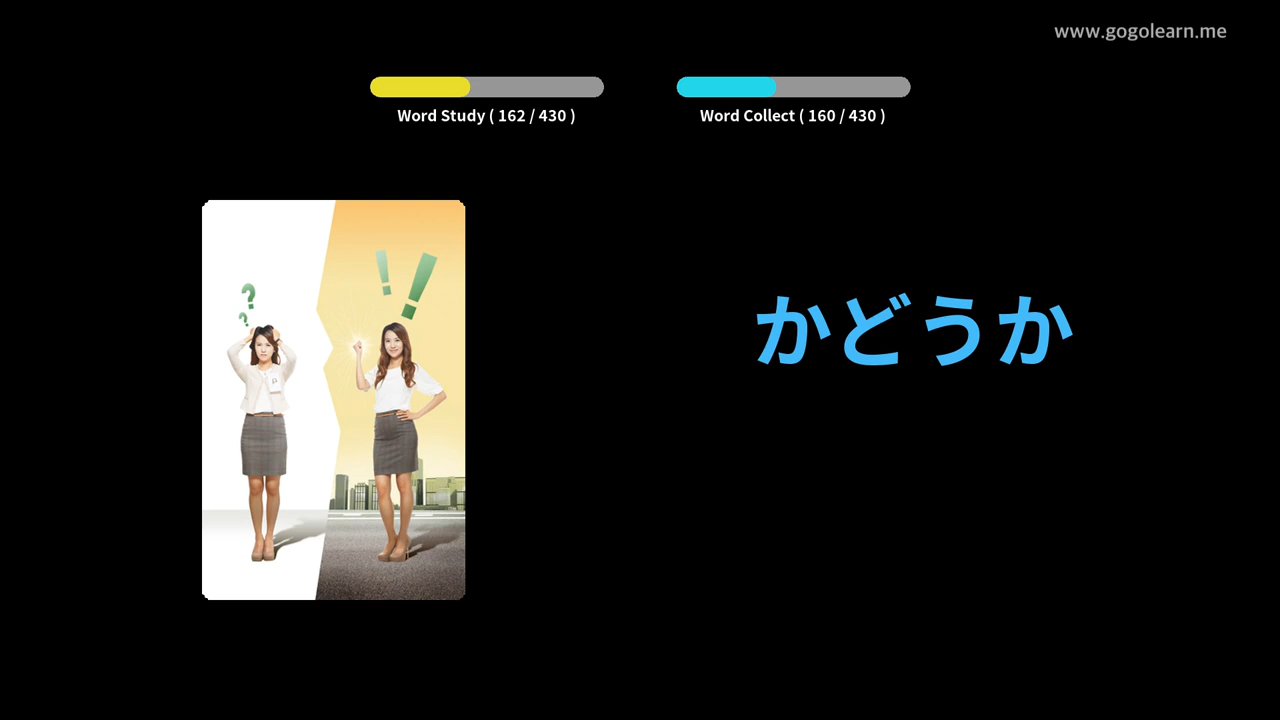 www.gogolearn.me
Word Study ( 162 / 430 )
Word Collect ( 160 / 430 )
? ?
! !
かどうか